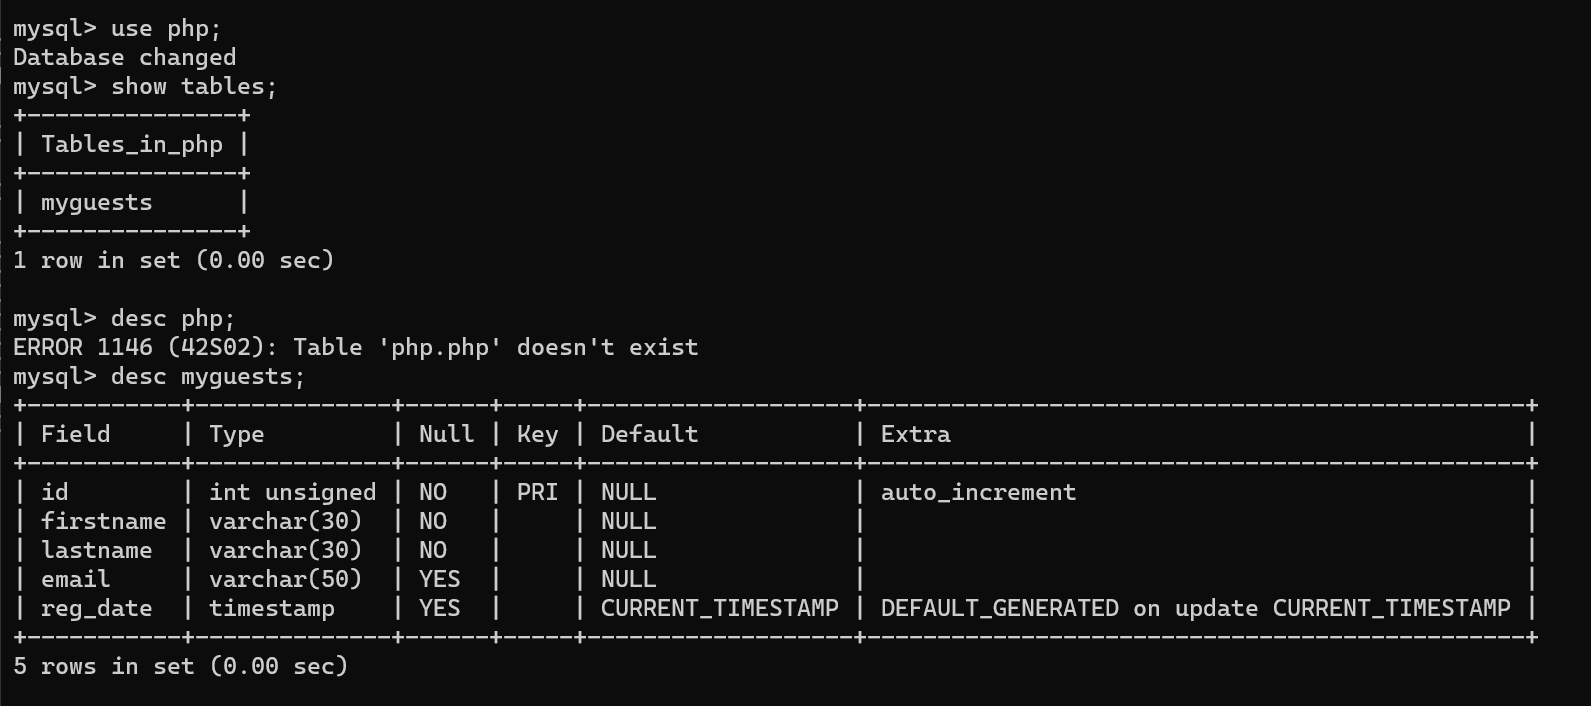 mysql> use php;
Database changed
mysql> show tables;
+---------------+
| Tables_in_php |
+---------------+
| myguests      |
+---------------+
1 row in set (0.00 sec)

mysql> desc php;
ERROR 1146 (42S02): Table 'php.php' doesn't exist
mysql> desc myguests;
+-----------+--------------+------+-----+-------------------+-----------------------------------------------+
| Field     | Type         | Null | Key | Default           | Extra                                         |
+-----------+--------------+------+-----+-------------------+-----------------------------------------------+
| id        | int unsigned | NO   | PRI | NULL              | auto_increment                                |
| firstname | varchar(30)  | NO   |     | NULL              |                                               |
| lastname  | varchar(30)  | NO   |     | NULL              |                                               |
| email     | varchar(50)  | YES  |     | NULL              |                                               |
| reg_date  | timestamp    | YES  |     | CURRENT_TIMESTAMP | DEFAULT_GENERATED on update CURRENT_TIMESTAMP |
+-----------+--------------+------+-----+-------------------+-----------------------------------------------+
5 rows in set (0.00 sec)